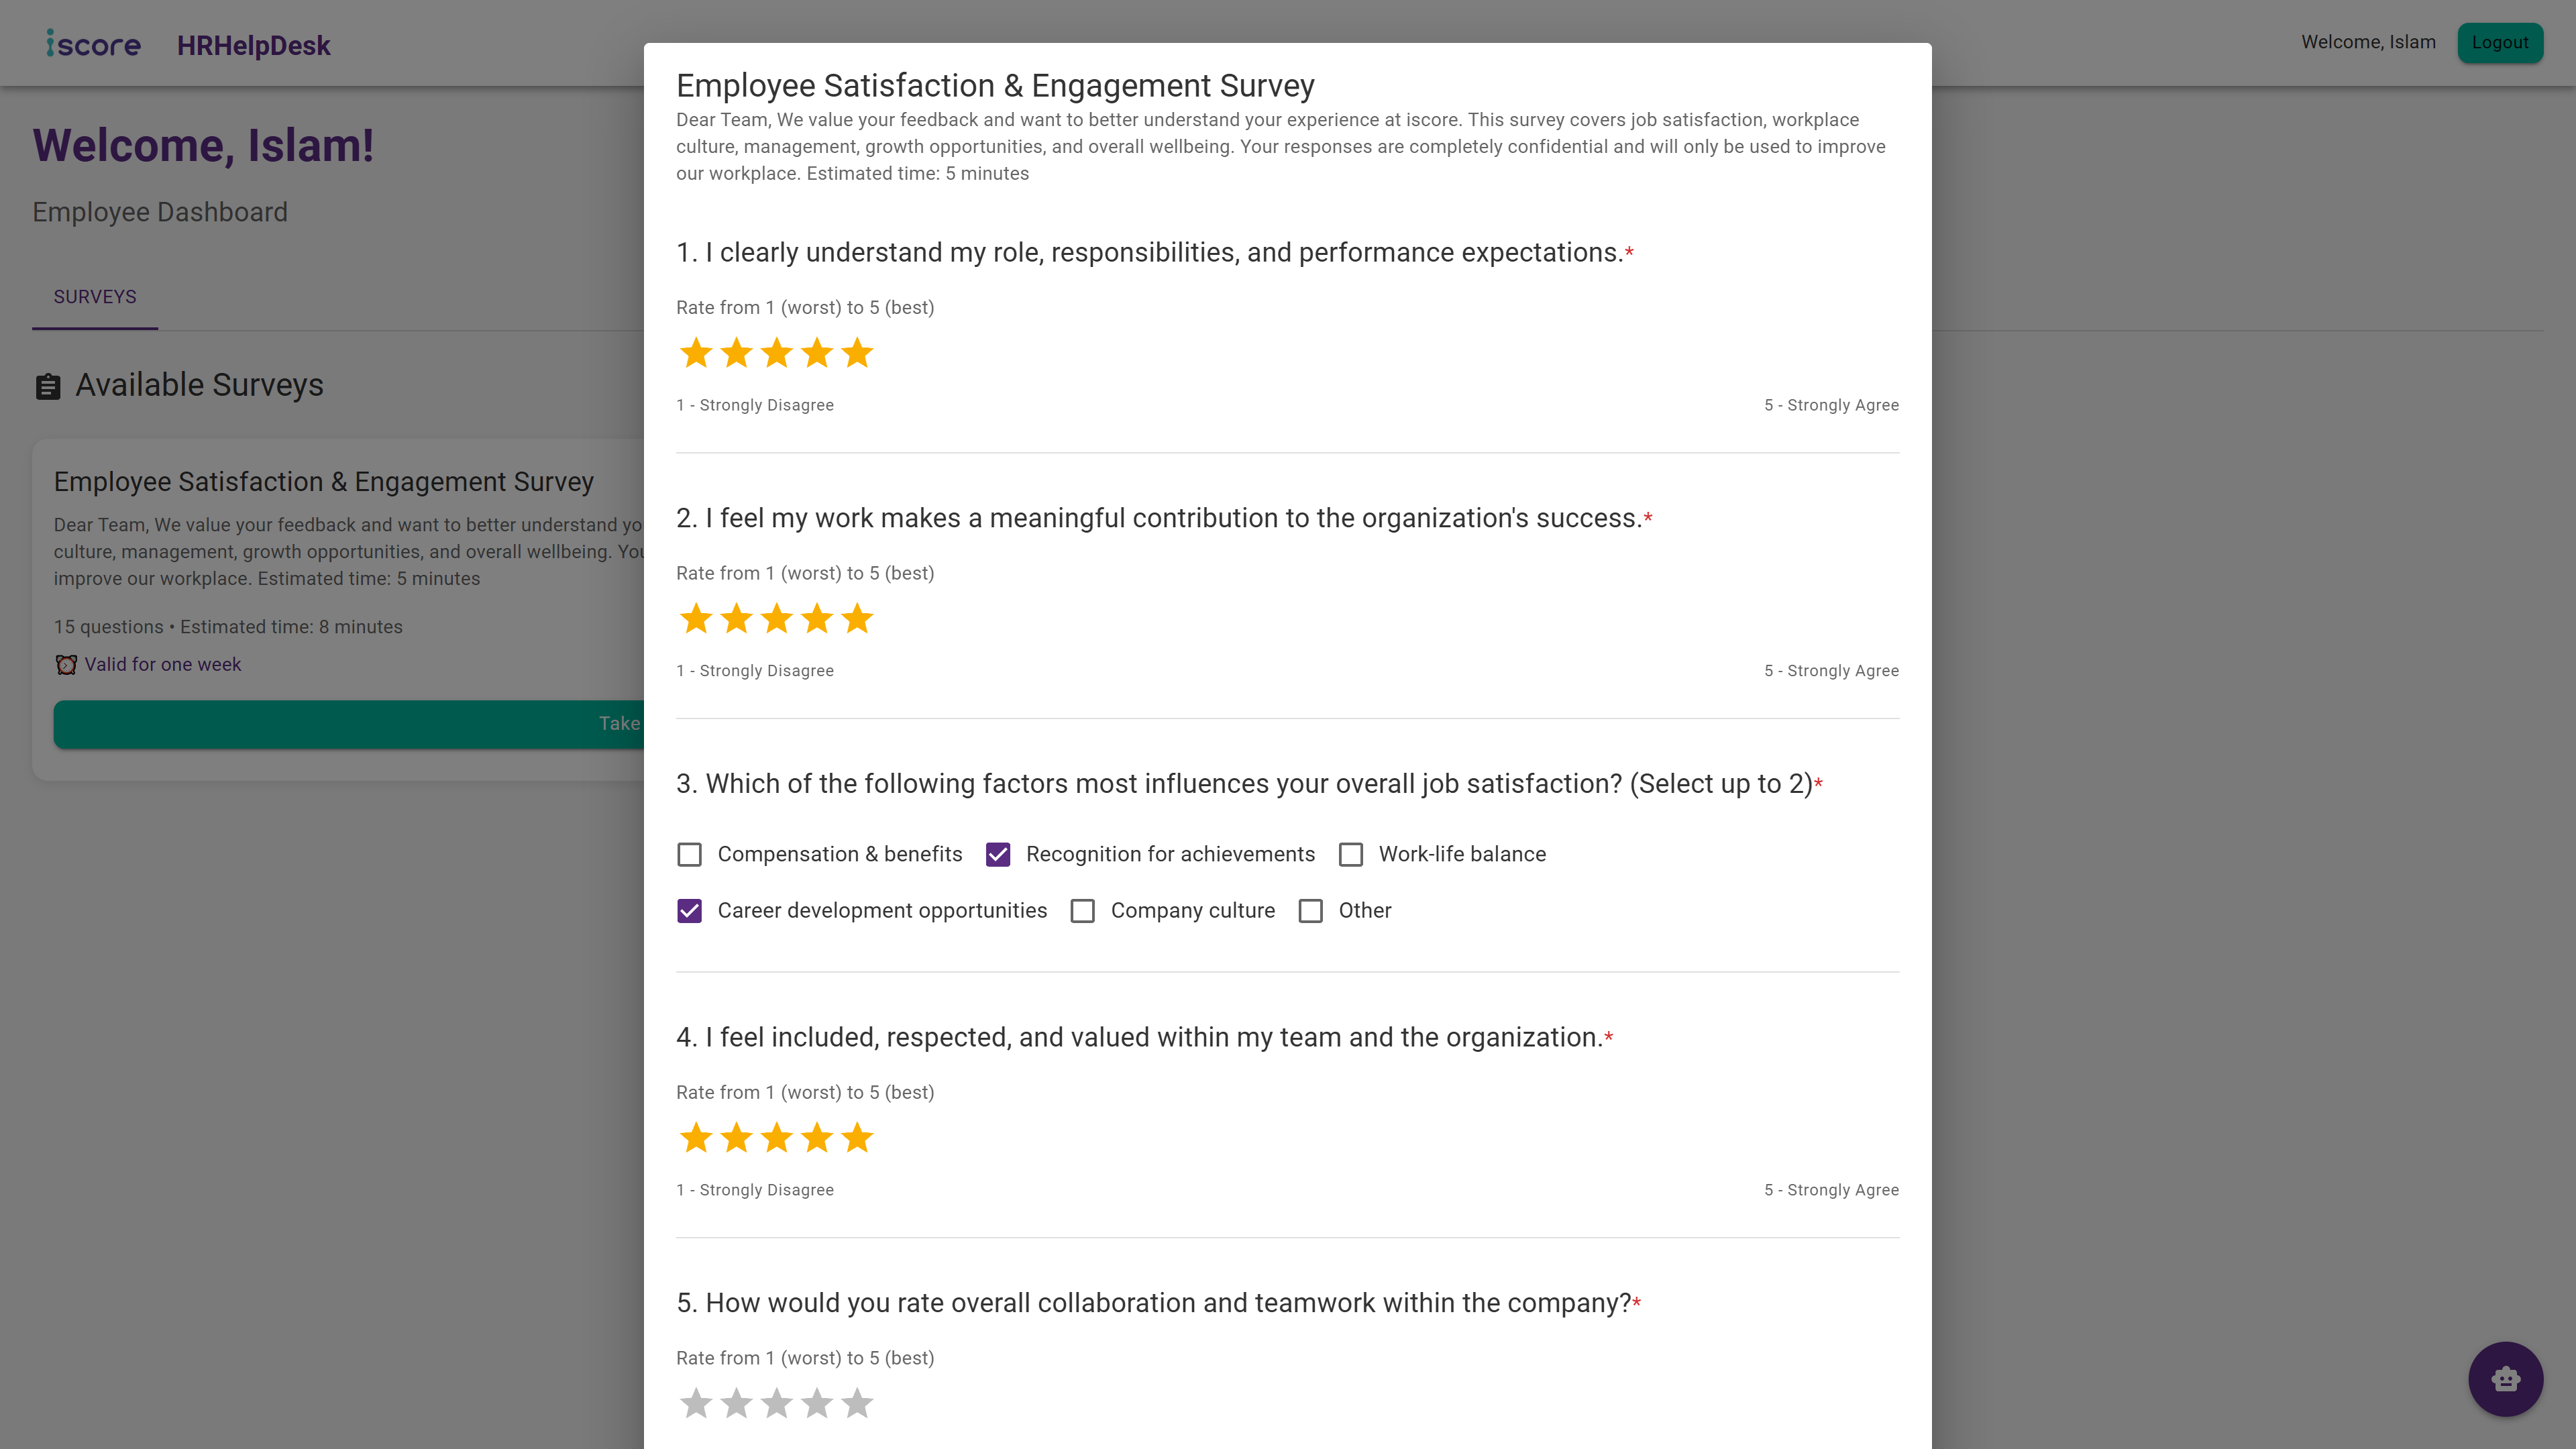 iscore
HRHelpDesk
Welcome, Islam
Logout
Welcome, Islam!
Employee Dashboard
SURVEYS
Available Surveys
Employee Satisfaction & Engagement Survey
Dear Team, We value your feedback and want to better understand yo
culture, management, growth opportunities, and overall wellbeing. You
improve our workplace. Estimated time: 5 minutes
15 questions • Estimated time: 8 minutes
⏰ Valid for one week
Take
Employee Satisfaction & Engagement Survey
Dear Team, We value your feedback and want to better understand your experience at iscore. This survey covers job satisfaction, workplace
culture, management, growth opportunities, and overall wellbeing. Your responses are completely confidential and will only be used to improve
our workplace. Estimated time: 5 minutes
1. I clearly understand my role, responsibilities, and performance expectations.*
Rate from 1 (worst) to 5 (best)
1 - Strongly Disagree 5 - Strongly Agree
2. I feel my work makes a meaningful contribution to the organization's success.*
Rate from 1 (worst) to 5 (best)
1 - Strongly Disagree 5 - Strongly Agree
3. Which of the following factors most influences your overall job satisfaction? (Select up to 2)*
Compensation & benefits Recognition for achievements Work-life balance
Career development opportunities Company culture Other
4. I feel included, respected, and valued within my team and the organization.*
Rate from 1 (worst) to 5 (best)
1 - Strongly Disagree 5 - Strongly Agree
5. How would you rate overall collaboration and teamwork within the company?*
Rate from 1 (worst) to 5 (best)